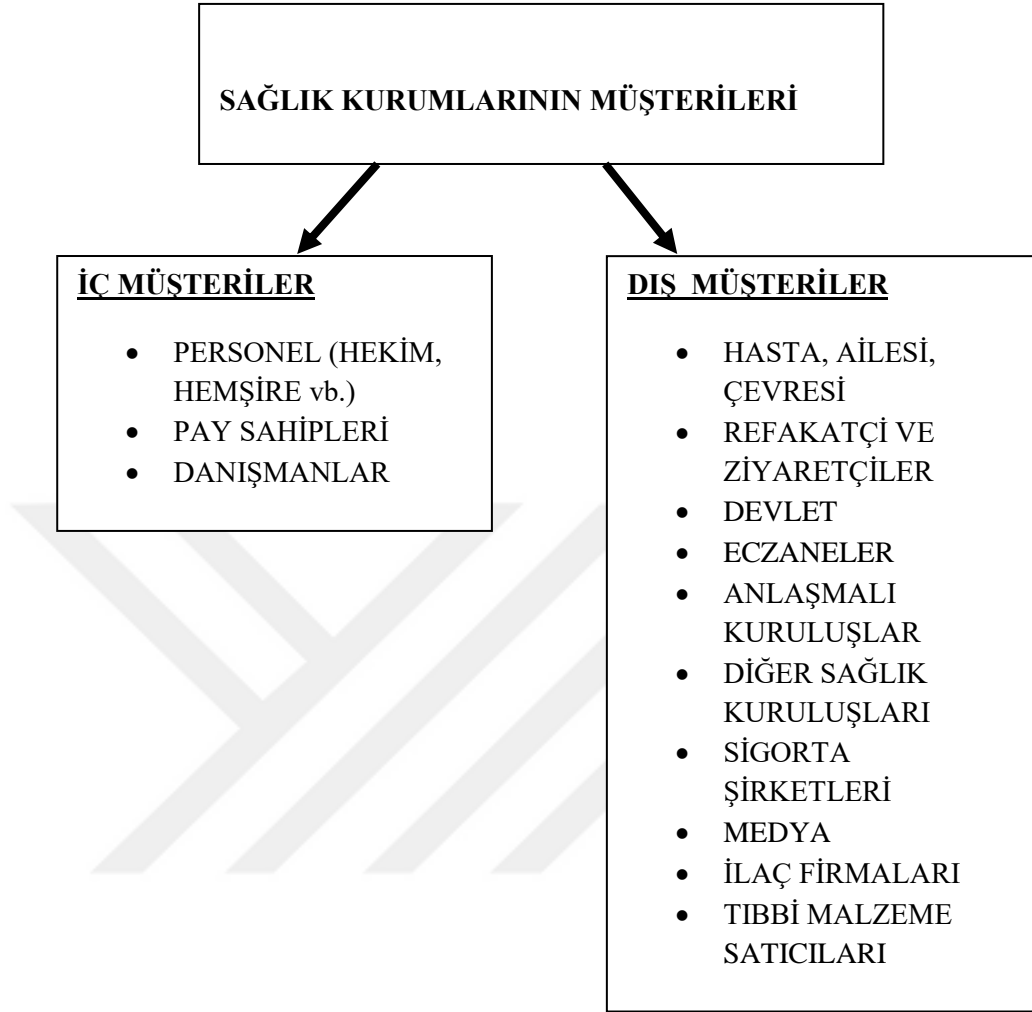 SAĞLIK KURUMLARININ MÜŞTERİLERİ
İÇ MÜŞTERİLER
• PERSONEL (HEKİM,
HEMŞİRE vb.)
• PAY SAHİPLERİ
• DANIŞMANLAR
DIŞ MÜŞTERİLER
• HASTA, AİLESİ,
ÇEVRESİ
• REFAKATÇİ VE
ZİYARETÇİLER
• DEVLET
• ECZANELER
• ANLAŞMALI
KURULUŞLAR
• DİĞER SAĞLIK
KURULUŞLARI
• SİGORTA
ŞİRKETLERİ
• MEDYA
• İLAÇ FİRMALARI
• TIBBİ MALZEME
SATICILARI